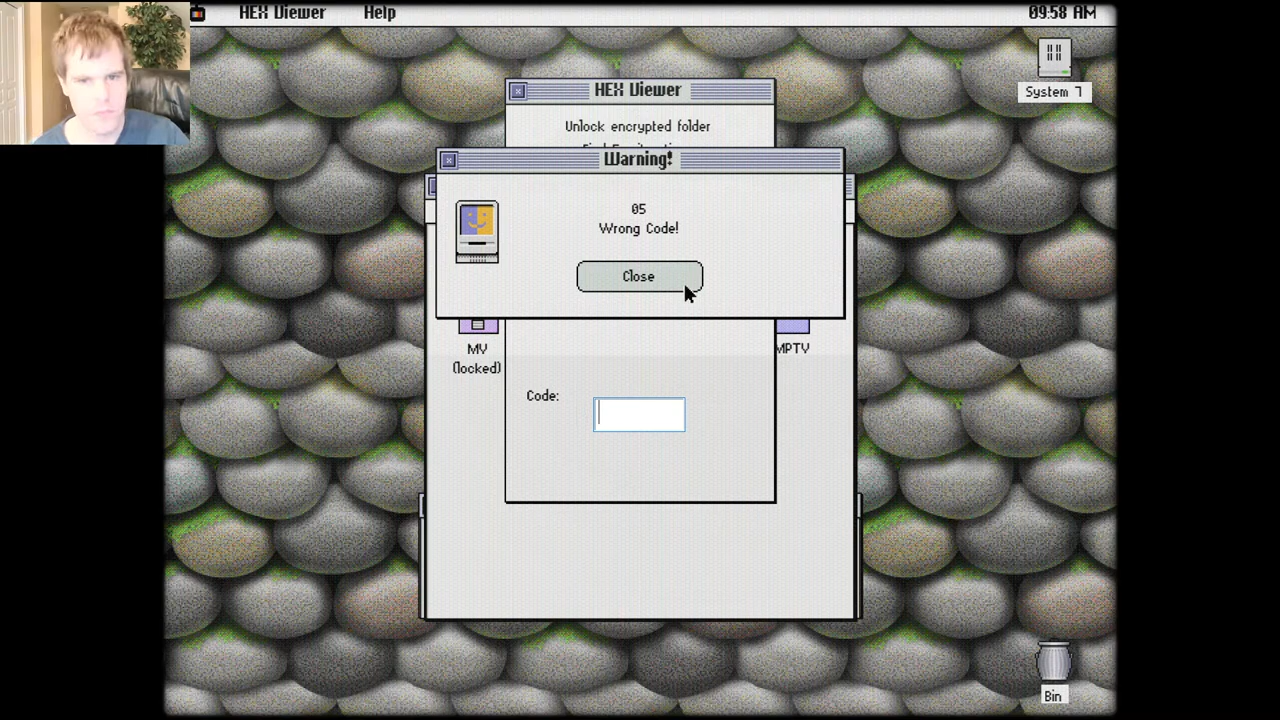 HEX Viewer Help 09:58 AM
System 7
HEX Viewer
Unlock encrypted folder
Warning!
05
Wrong Code!
Close
MV
(locked)
MPTV
Code:
Bin